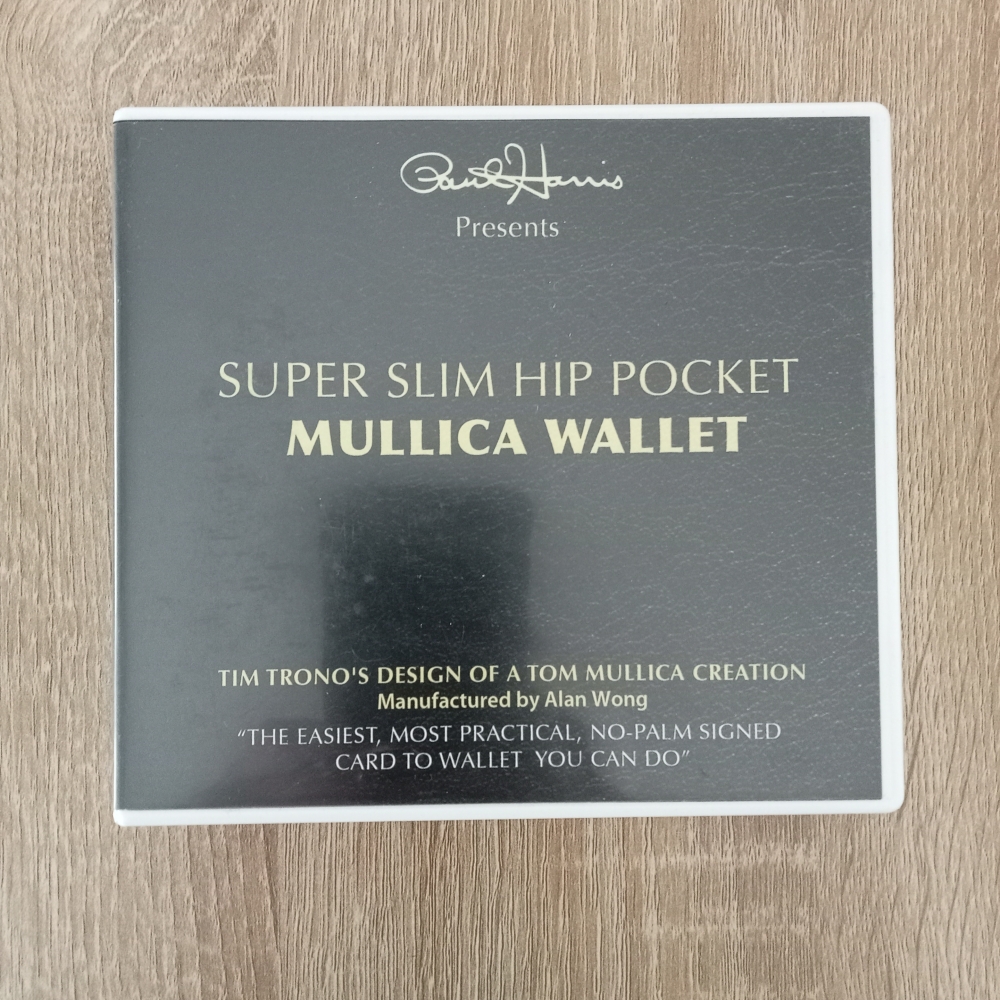 Paul Harris
Presents
SUPER SLIM HIP POCKET
MULLICA WALLET
TIM TRONO'S DESIGN OF A TOM MULLICA CREATION
Manufactured by Alan Wong
“THE EASIEST, MOST PRACTICAL, NO-PALM SIGNED
CARD TO WALLET YOU CAN DO”